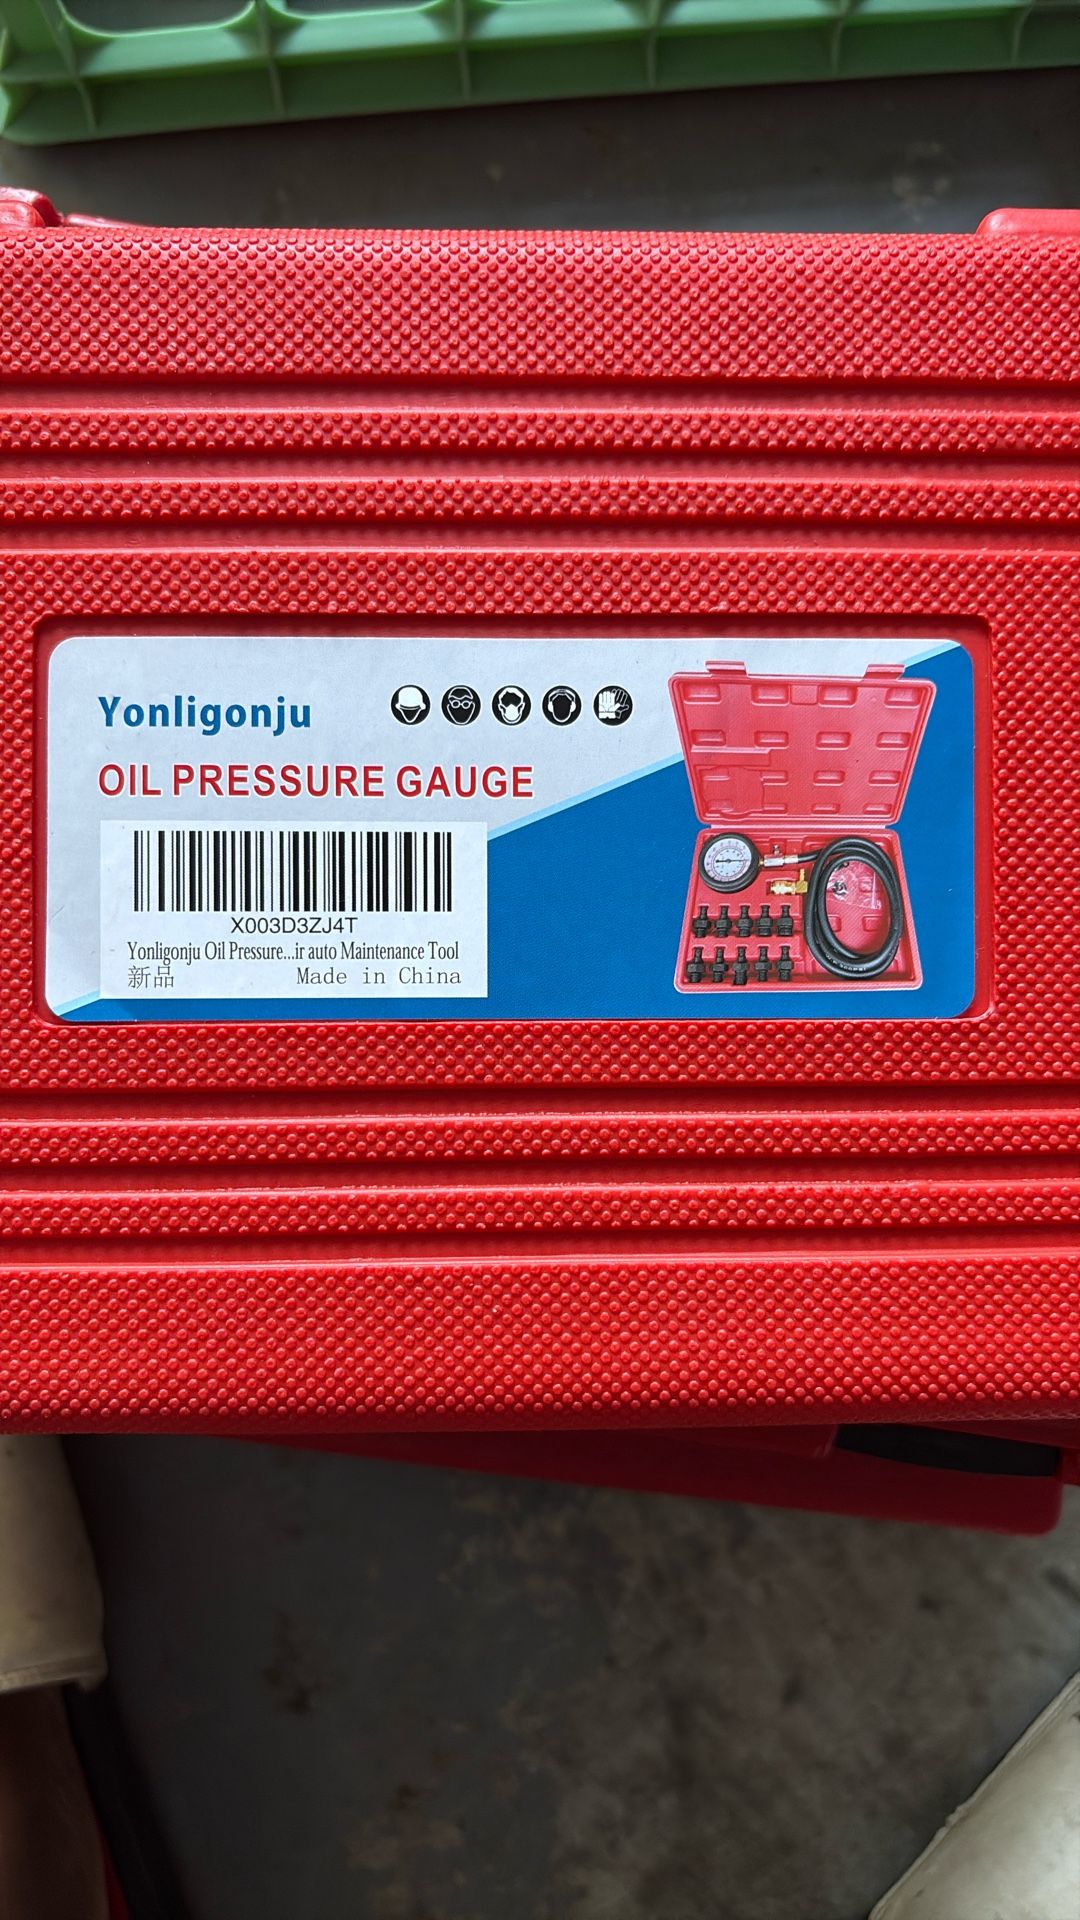 Yonligonju
OIL PRESSURE GAUGE
X003D3ZJ4T
Yonligonju Oil Pressure...ir auto Maintenance Tool
新品 Made in China